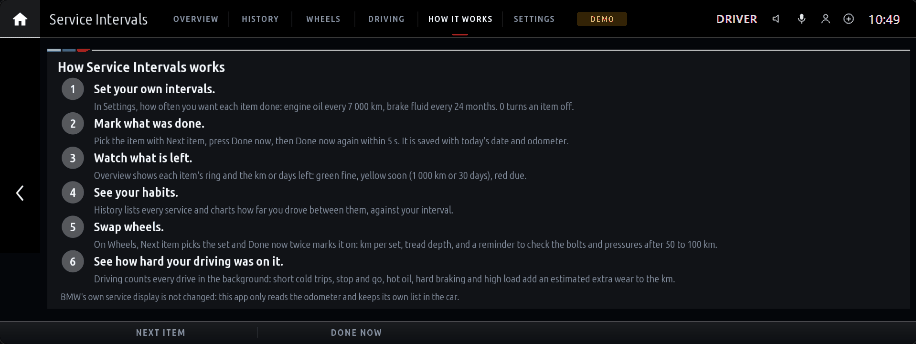 Service Intervals
OVERVIEW HISTORY WHEELS DRIVING HOW IT WORKS SETTINGS DEMO DRIVER 10:49
How Service Intervals works
1 Set your own intervals.
In Settings, how often you want each item done: engine oil every 7 000 km, brake fluid every 24 months. 0 turns an item off.
2 Mark what was done.
Pick the item with Next item, press Done now, then Done now again within 5 s. It is saved with today's date and odometer.
3 Watch what is left.
Overview shows each item's ring and the km or days left: green fine, yellow soon (1 000 km or 30 days), red due.
4 See your habits.
History lists every service and charts how far you drove between them, against your interval.
5 Swap wheels.
On Wheels, Next item picks the set and Done now twice marks it on: km per set, tread depth, and a reminder to check the bolts and pressures after 50 to 100 km.
6 See how hard your driving was on it.
Driving counts every drive in the background: short cold trips, stop and go, hot oil, hard braking and high load add an estimated extra wear to the km.
BMW's own service display is not changed: this app only reads the odometer and keeps its own list in the car.
NEXT ITEM DONE NOW